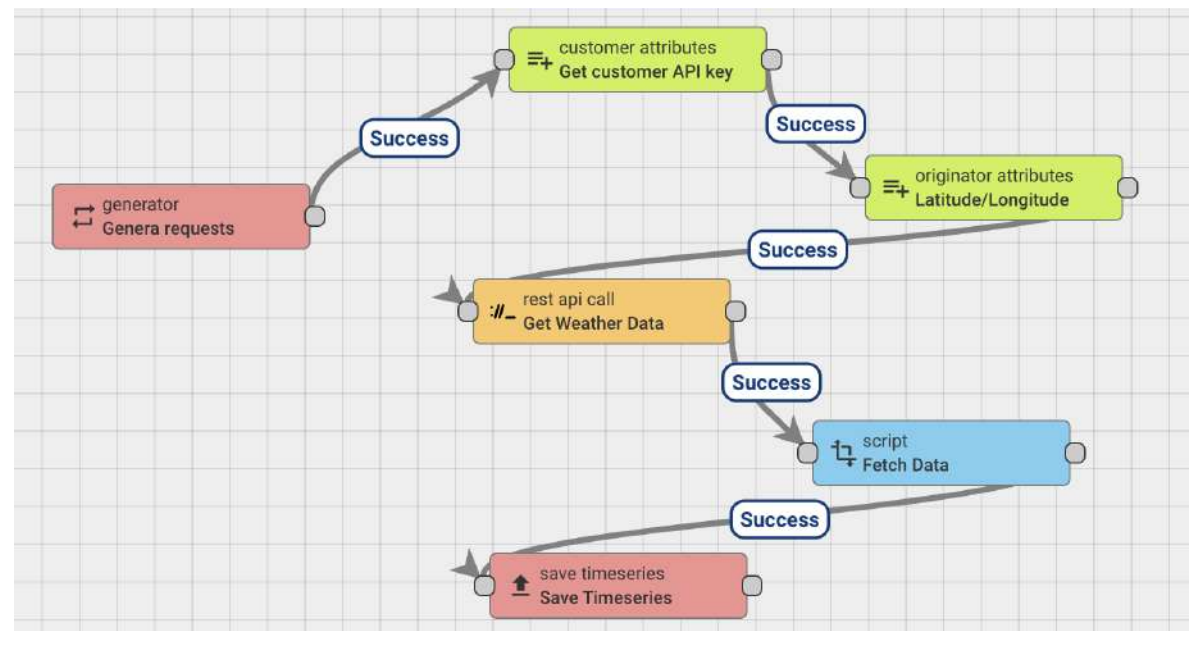 customer attributes
Get customer API key
Success
Success
originator attributes
Latitude/Longitude
generator
Genera requests
Success
rest api call
Get Weather Data
Success
script
Fetch Data
Success
save timeseries
Save Timeseries